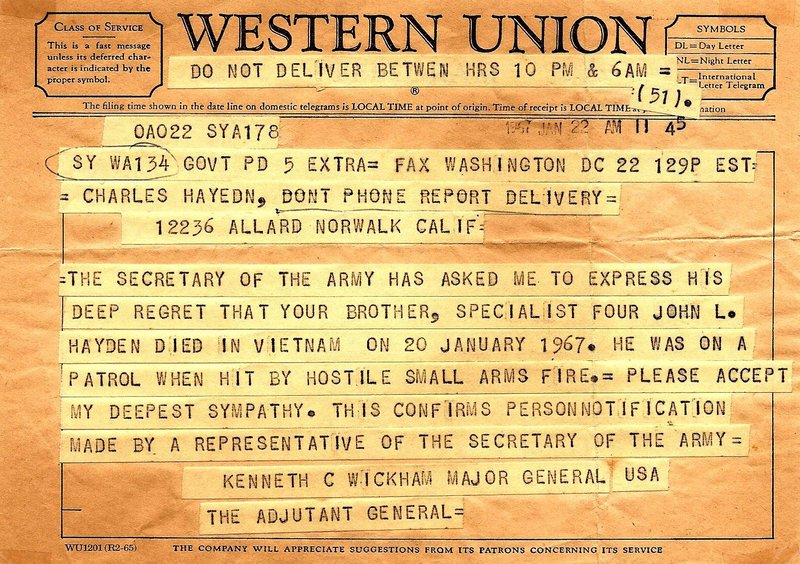 CLASS OF SERVICE
This is a fast message
unless its deferred char-
acter is indicated by the
proper symbol.
WESTERN UNION
SYMBOLS
DL=Day Letter
NL=Night Letter
LT=International
Letter Telegram
DO NOT DELIVER BETWEN HRS 10 PM & 6AM =
®
(51).
The filing time shown in the date line on domestic telegrams is LOCAL TIME at point of origin. Time of receipt is LOCAL TIME
OA022 SYA178
1967 JAN 22 AM 11 45
SY WA134 GOVT PD 5 EXTRA= FAX WASHINGTON DC 22 129P EST=
= CHARLES HAYEDN, DONT PHONE REPORT DELIVERY=
12236 ALLARD NORWALK CALIF=
=THE SECRETARY OF THE ARMY HAS ASKED ME TO EXPRESS HIS
DEEP REGRET THAT YOUR BROTHER, SPECIALIST FOUR JOHN L.
HAYDEN DIED IN VIETNAM ON 20 JANUARY 1967. HE WAS ON A
PATROL WHEN HIT BY HOSTILE SMALL ARMS FIRE.= PLEASE ACCEPT
MY DEEPEST SYMPATHY. THIS CONFIRMS PERSONNOTIFICATION
MADE BY A REPRESENTATIVE OF THE SECRETARY OF THE ARMY=
KENNETH C WICKHAM MAJOR GENERAL USA
THE ADJUTANT GENERAL=
WU1201 (R2-65) THE COMPANY WILL APPRECIATE SUGGESTIONS FROM ITS PATRONS CONCERNING ITS SERVICE